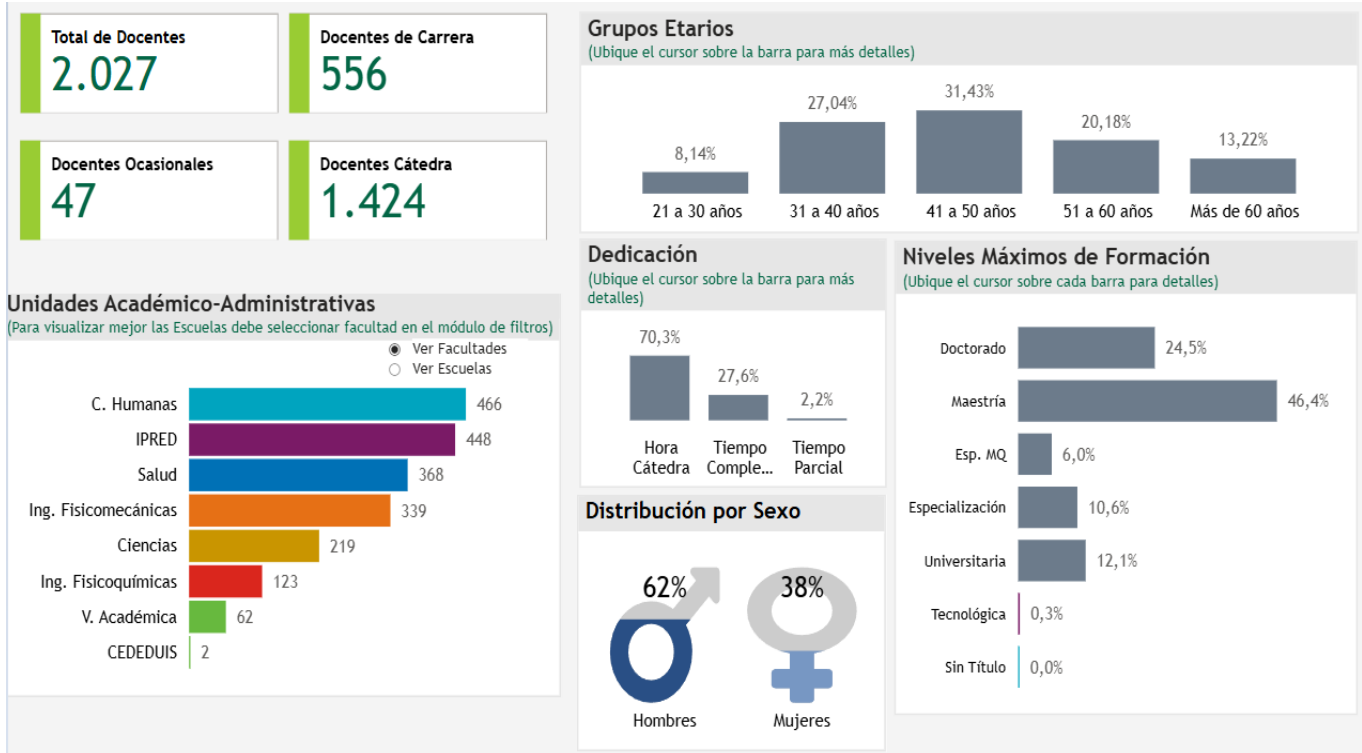 Total de Docentes
2.027
Docentes de Carrera
556
Docentes Ocasionales
47
Docentes Cátedra
1.424
Unidades Académico-Administrativas
(Para visualizar mejor las Escuelas debe seleccionar facultad en el módulo de filtros)
Ver Facultades
Ver Escuelas
C. Humanas 466
IPRED 448
Salud 368
Ing. Fisicomecánicas 339
Ciencias 219
Ing. Fisicoquímicas 123
V. Académica 62
CEDEDUIS 2
Grupos Etarios
(Ubique el cursor sobre la barra para más detalles)
8,14% 27,04% 31,43% 20,18% 13,22%
21 a 30 años 31 a 40 años 41 a 50 años 51 a 60 años Más de 60 años
Dedicación
(Ubique el cursor sobre la barra para más
detalles)
70,3% 27,6% 2,2%
Hora Tiempo Tiempo
Cátedra Comple... Parcial
Distribución por Sexo
62% 38%
Hombres Mujeres
Niveles Máximos de Formación
(Ubique el cursor sobre cada barra para detalles)
Doctorado 24,5%
Maestría 46,4%
Esp. MQ 6,0%
Especialización 10,6%
Universitaria 12,1%
Tecnológica 0,3%
Sin Título 0,0%